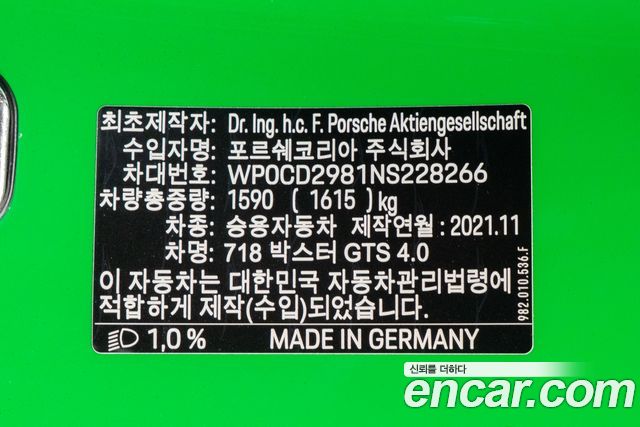 최초제작자: Dr. Ing. h.c. F. Porsche Aktiengesellschaft
수입자명: 포르쉐코리아 주식회사
차대번호: WP0CD2981NS228266
차량총중량: 1590 ( 1615 ) kg
차종: 승용자동차 제작연월: 2021.11
차명: 718 박스터 GTS 4.0
이 자동차는 대한민국 자동차관리법령에
적합하게 제작(수입)되었습니다.
1,0 % MADE IN GERMANY
982.010.536.F
신뢰를 더하다
encar.com